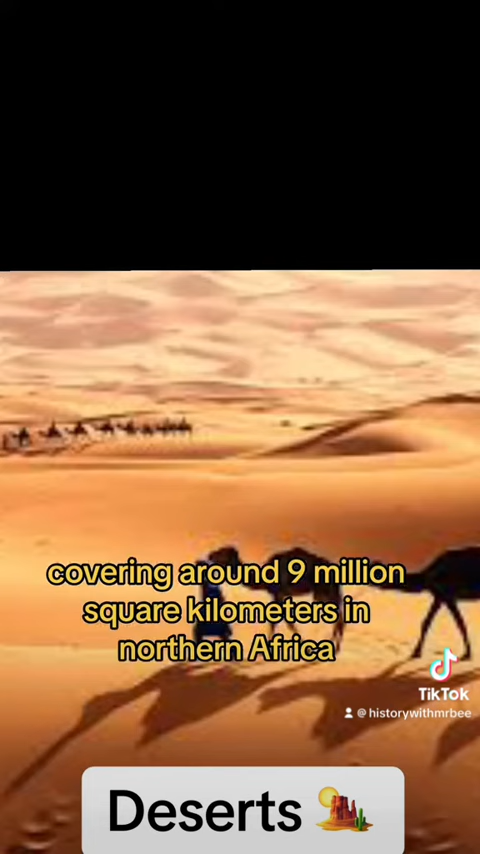 covering around 9 million
square kilometers in
northern Africa
TikTok
@historywithmrbee
Deserts